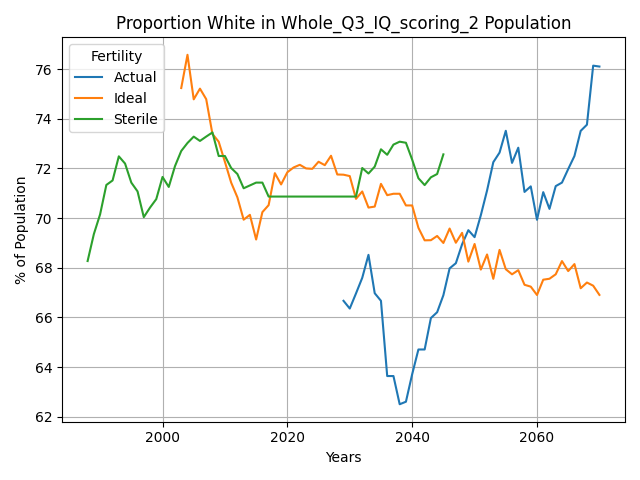 Proportion White in Whole_Q3_IQ_scoring_2 Population
Fertility
Actual
Ideal
Sterile
% of Population
76
74
72
70
68
66
64
62
2000
2020
2040
2060
Years